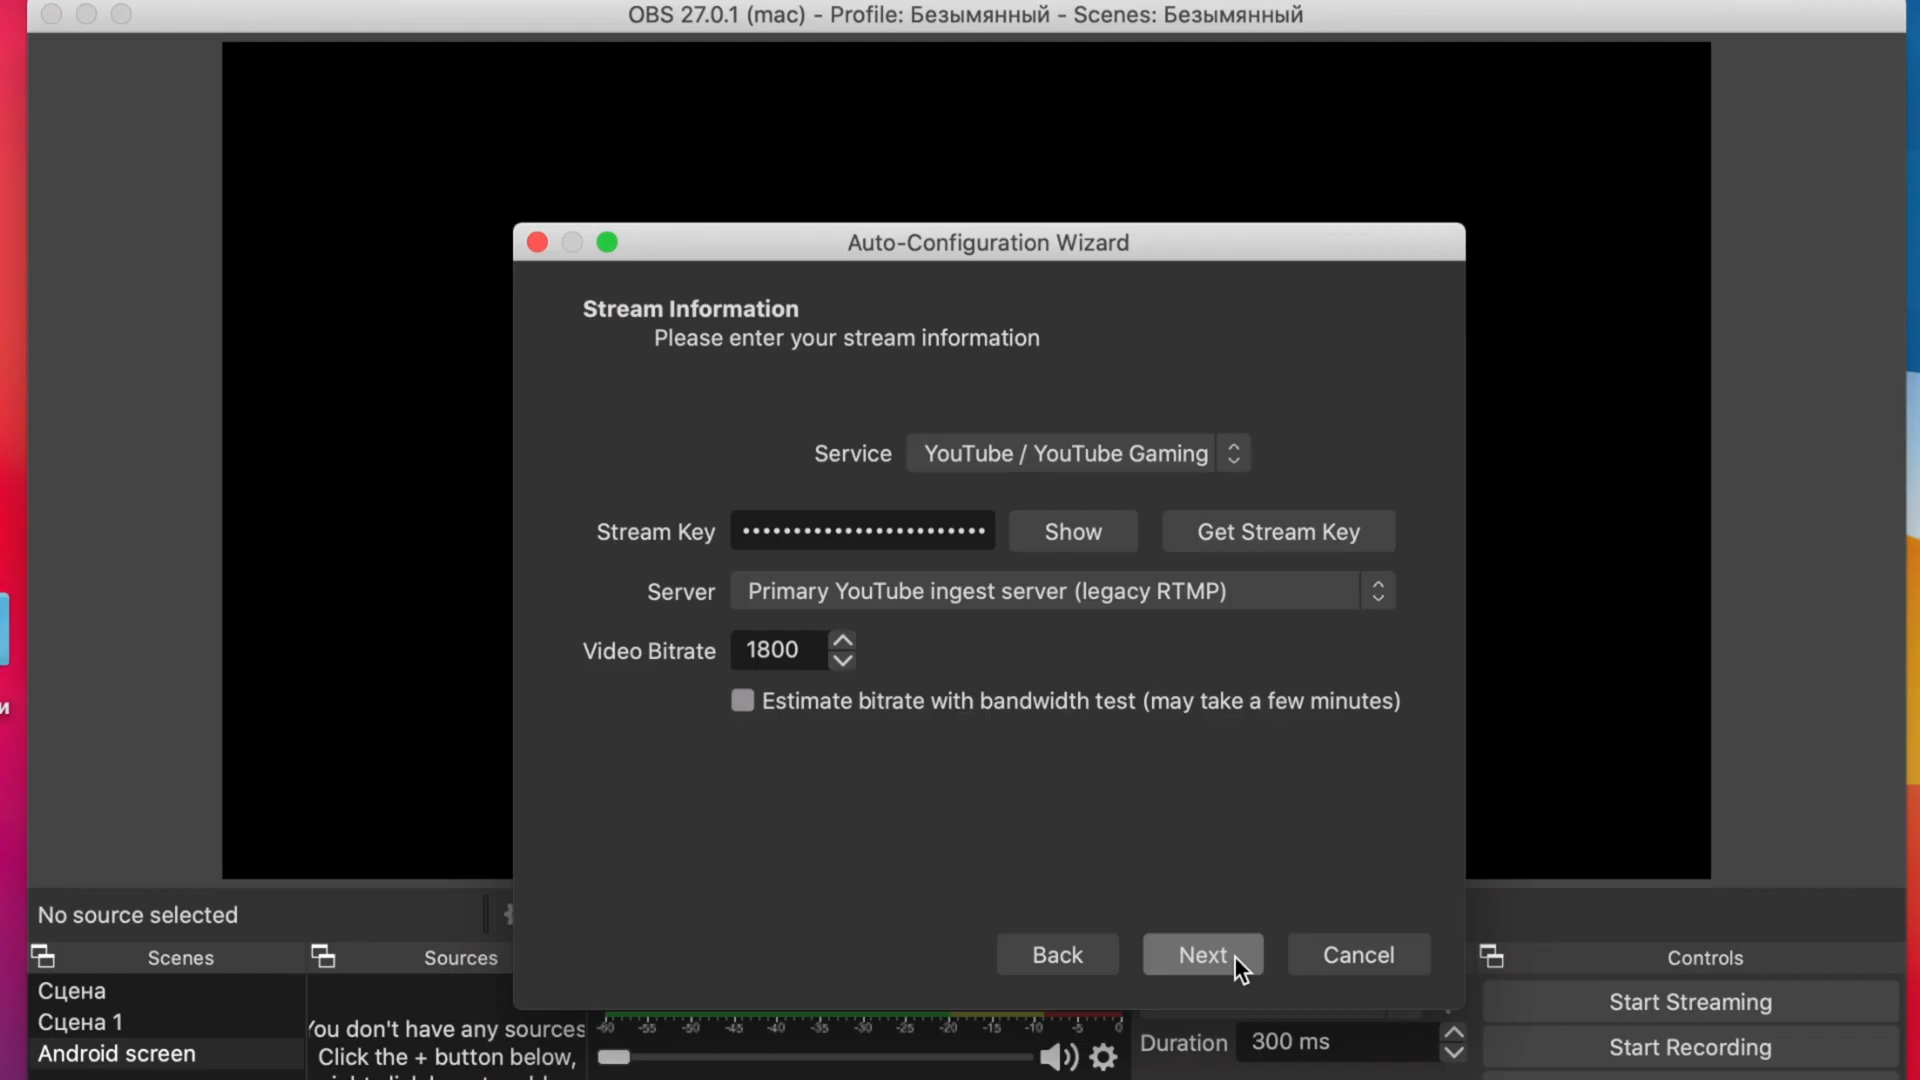 OBS 27.0.1 (mac) - Profile: Безымянный - Scenes: Безымянный
Auto-Configuration Wizard
Stream Information
Please enter your stream information
Service YouTube / YouTube Gaming
Stream Key Show Get Stream Key
Server Primary YouTube ingest server (legacy RTMP)
Video Bitrate 1800
Estimate bitrate with bandwidth test (may take a few minutes)
и
Back Next Cancel
No source selected
Scenes Sources Controls
Сцена
Сцена 1
Android screen
You don't have any sources
Click the + button below,
-60 -55 -50 -45 -40 -35 -30 -25 -20 -15 -10 -5 0
Duration 300 ms
Start Streaming
Start Recording